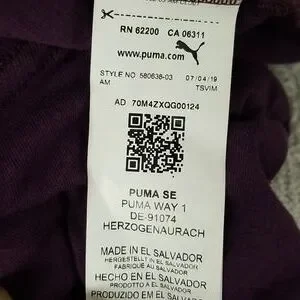 RN 62200 CA 06311
www.puma.com
STYLE NO 580638-03 07/04/19
AM TSVIM
AD 70M4ZXQG00124
PUMA SE
PUMA WAY 1
DE-91074
HERZOGENAURACH
MADE IN EL SALVADOR
HERGESTELLT IN EL SALVADOR
FABRIQUÉ AU SALVADOR
HECHO EN EL SALVADOR
PRODOTTO A EL SALVADOR
PRODUZIDO EM EL SALVADOR